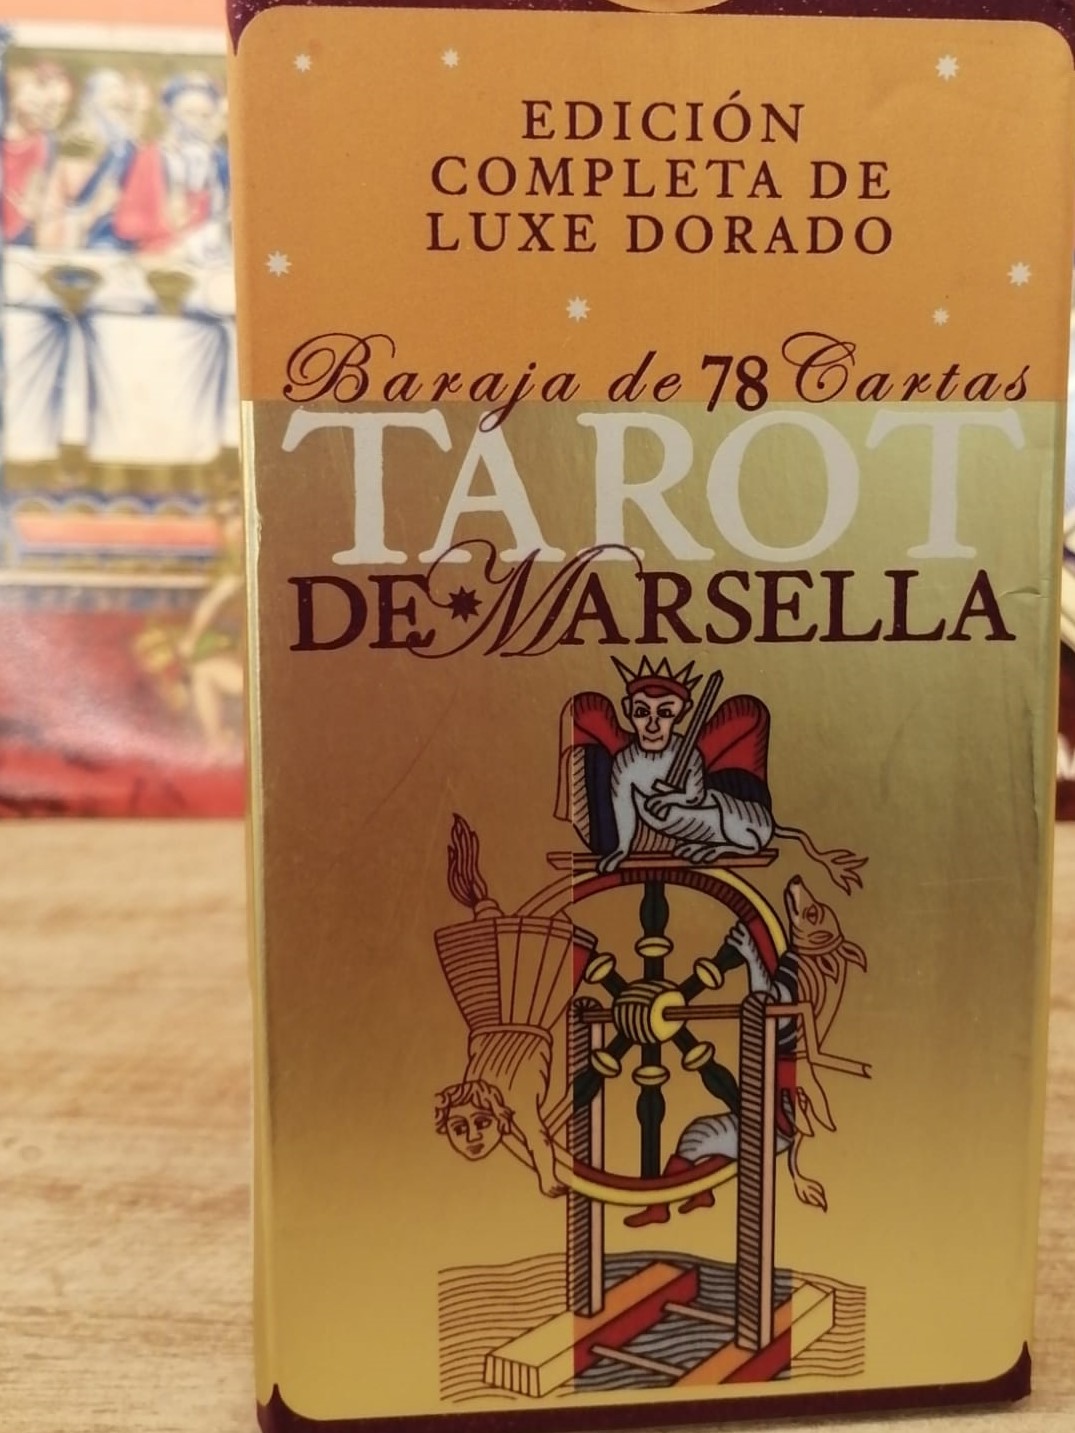 EDICIÓN
COMPLETA DE
LUXE DORADO
Baraja de 78 Cartas
TAROT
DE MARSELLA